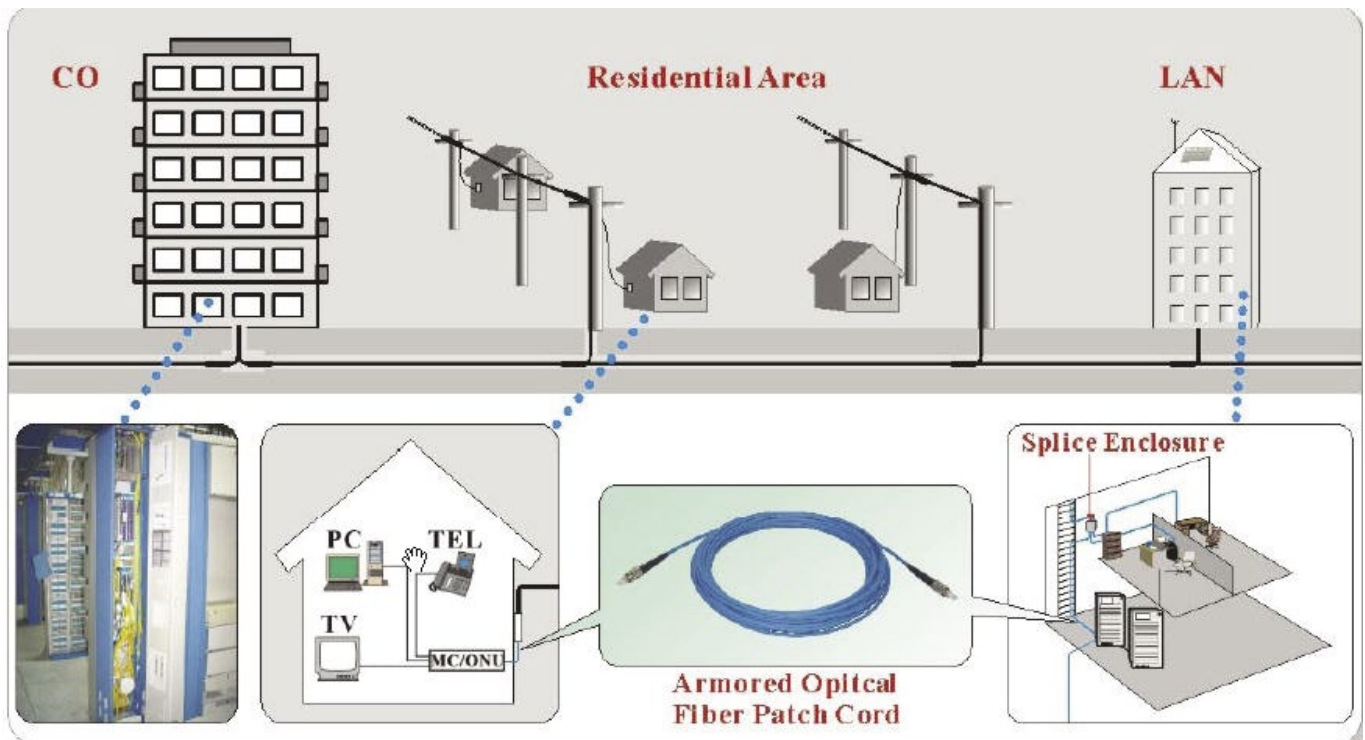 CO
Residential Area
LAN
Splice Enclosure
PC
TEL
TV
MC/ONU
Armored Opitcal
Fiber Patch Cord